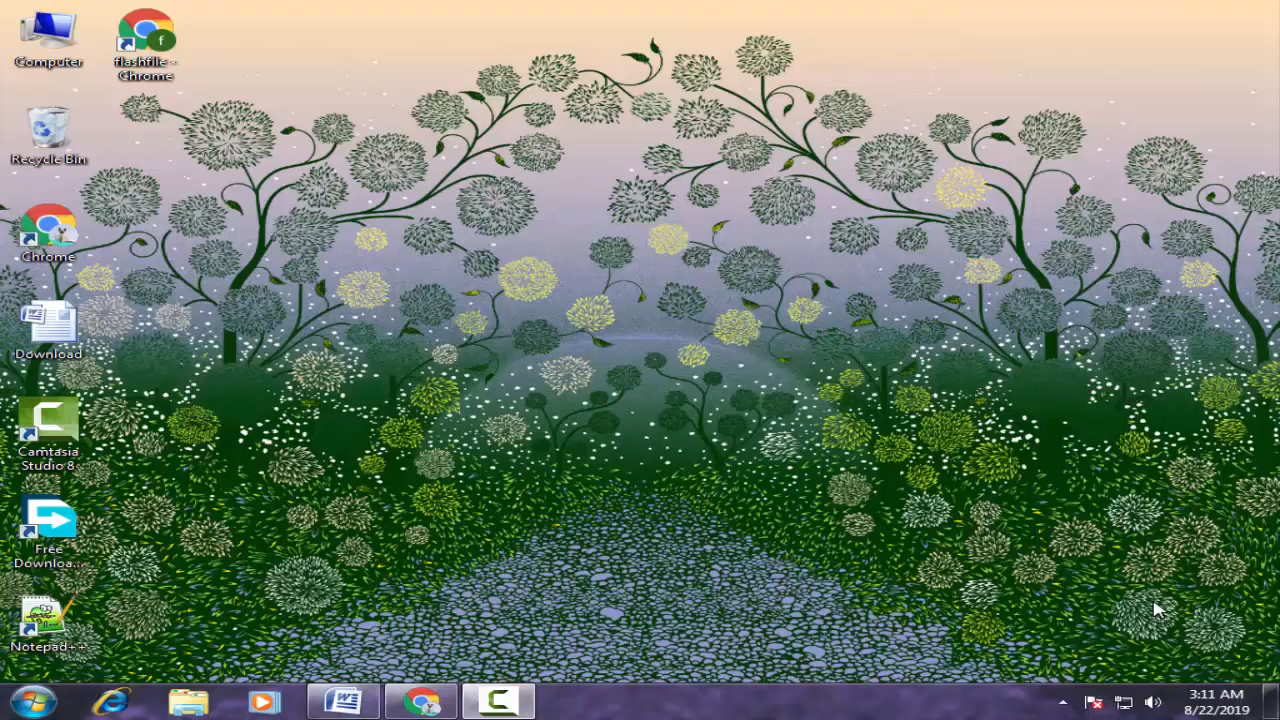 Computer
f
flashfile -
Chrome
Recycle Bin
Chrome
Download
Camtasia
Studio 8
Free
Downloa...
Notepad++
3:11 AM
8/22/2019